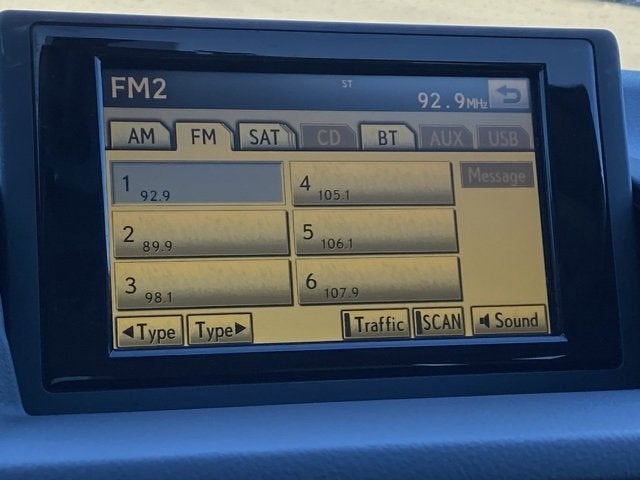 FM2
ST
92.9MHz
AM FM SAT CD BT AUX USB
1 92.9
4 105.1
Message
2 89.9
5 106.1
3 98.1
6 107.9
◀Type Type▶ Traffic SCAN Sound